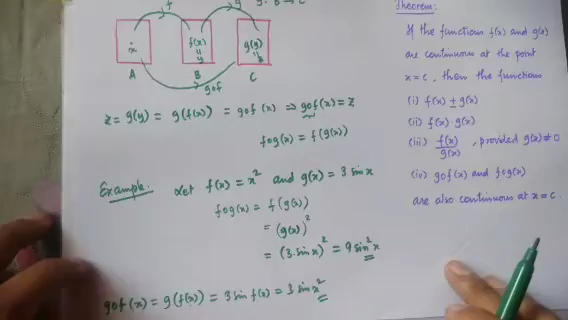 f
g
g: B → C
x
f(x)
y
g(y)
A
B
C
gof
z = g(y) = g(f(x)) = gof(x) ⇒ gof(x) = z
fog(x) = f(g(x))
Example. Let f(x) = x² and g(x) = 3 sin x
fog(x) = f(g(x))
= (g(x))²
= (3 sin x)² = 9 sin²x
gof(x) = g(f(x)) = 3 sin f(x) = 3 sin x²
Theorem:
If the functions f(x) and g(x)
are continuous at the point
x = c, then the functions
(i) f(x) ± g(x)
(ii) f(x) · g(x)
(iii) f(x)/g(x), provided g(x) ≠ 0
(iv) gof(x) and fog(x)
are also continuous at x = c.